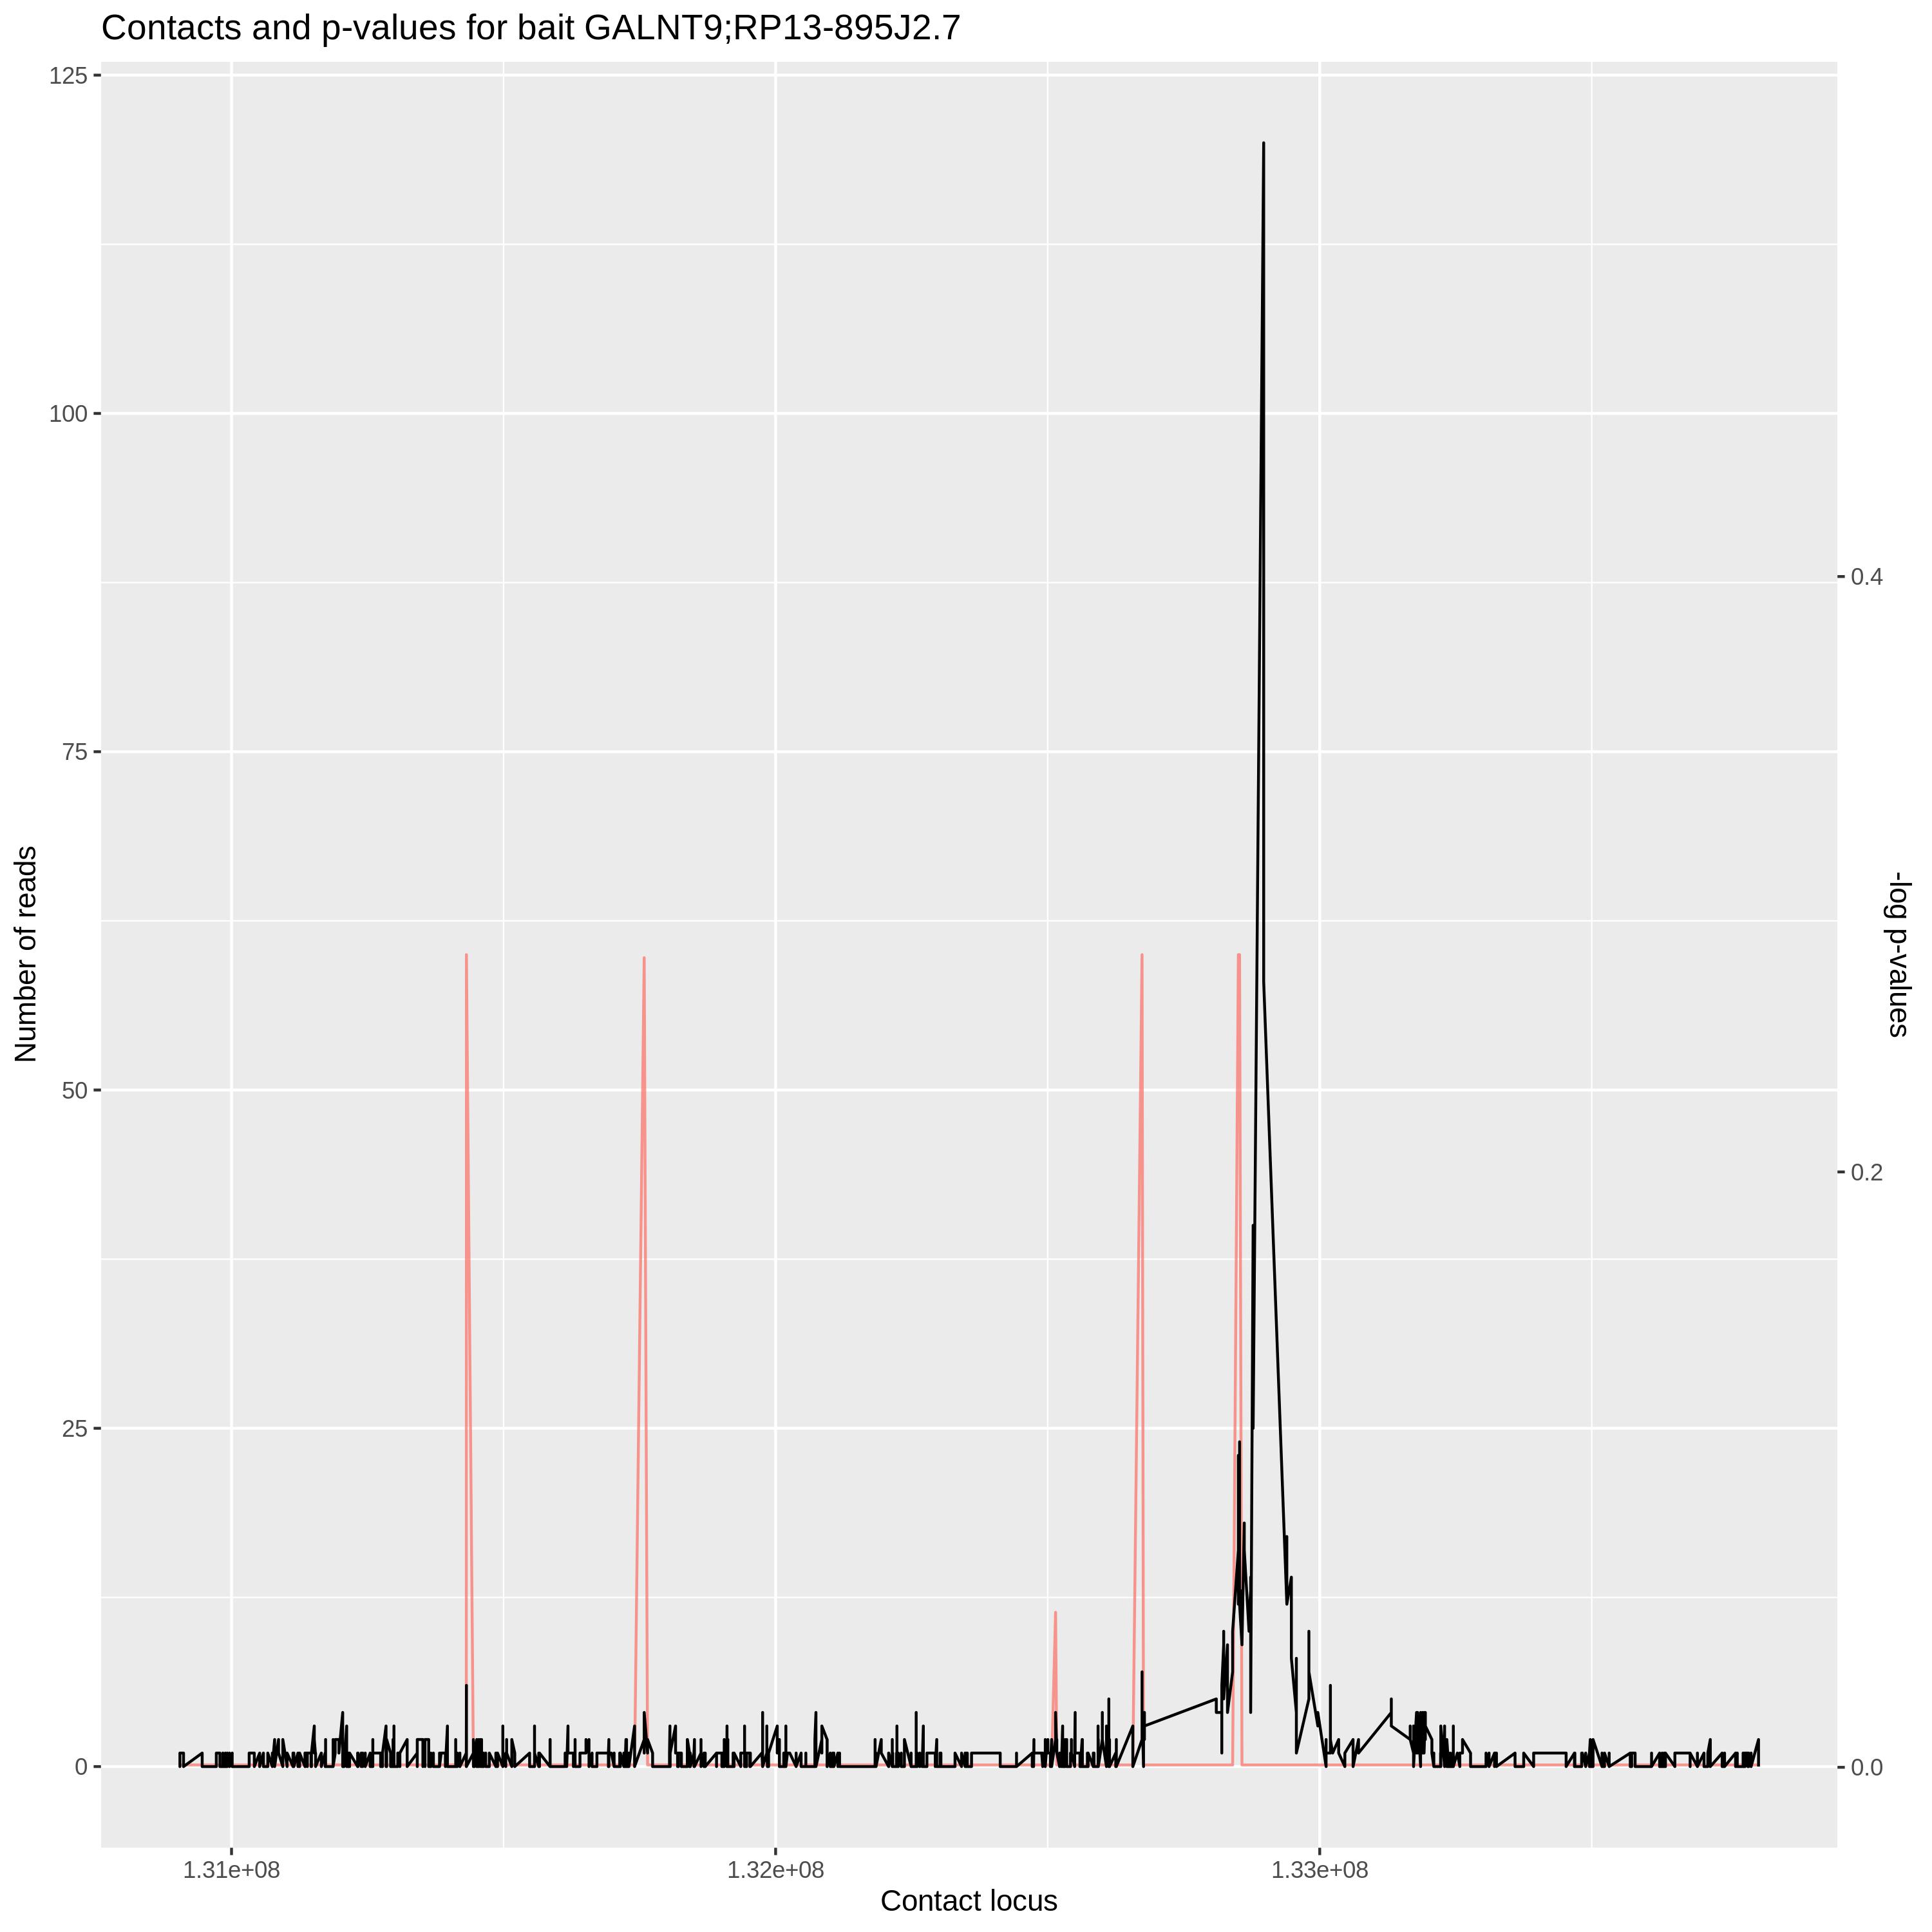 Contacts and p-values for bait GALNT9;RP13-895J2.7
125
100
75
50
25
0
Number of reads
0.4
0.2
0.0
-log p-values
1.31e+08
1.32e+08
1.33e+08
Contact locus